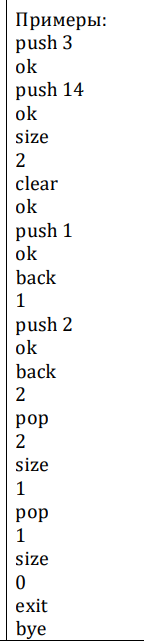 Примеры:
push 3
ok
push 14
ok
size
2
clear
ok
push 1
ok
back
1
push 2
ok
back
2
pop
2
size
1
pop
1
size
0
exit
bye